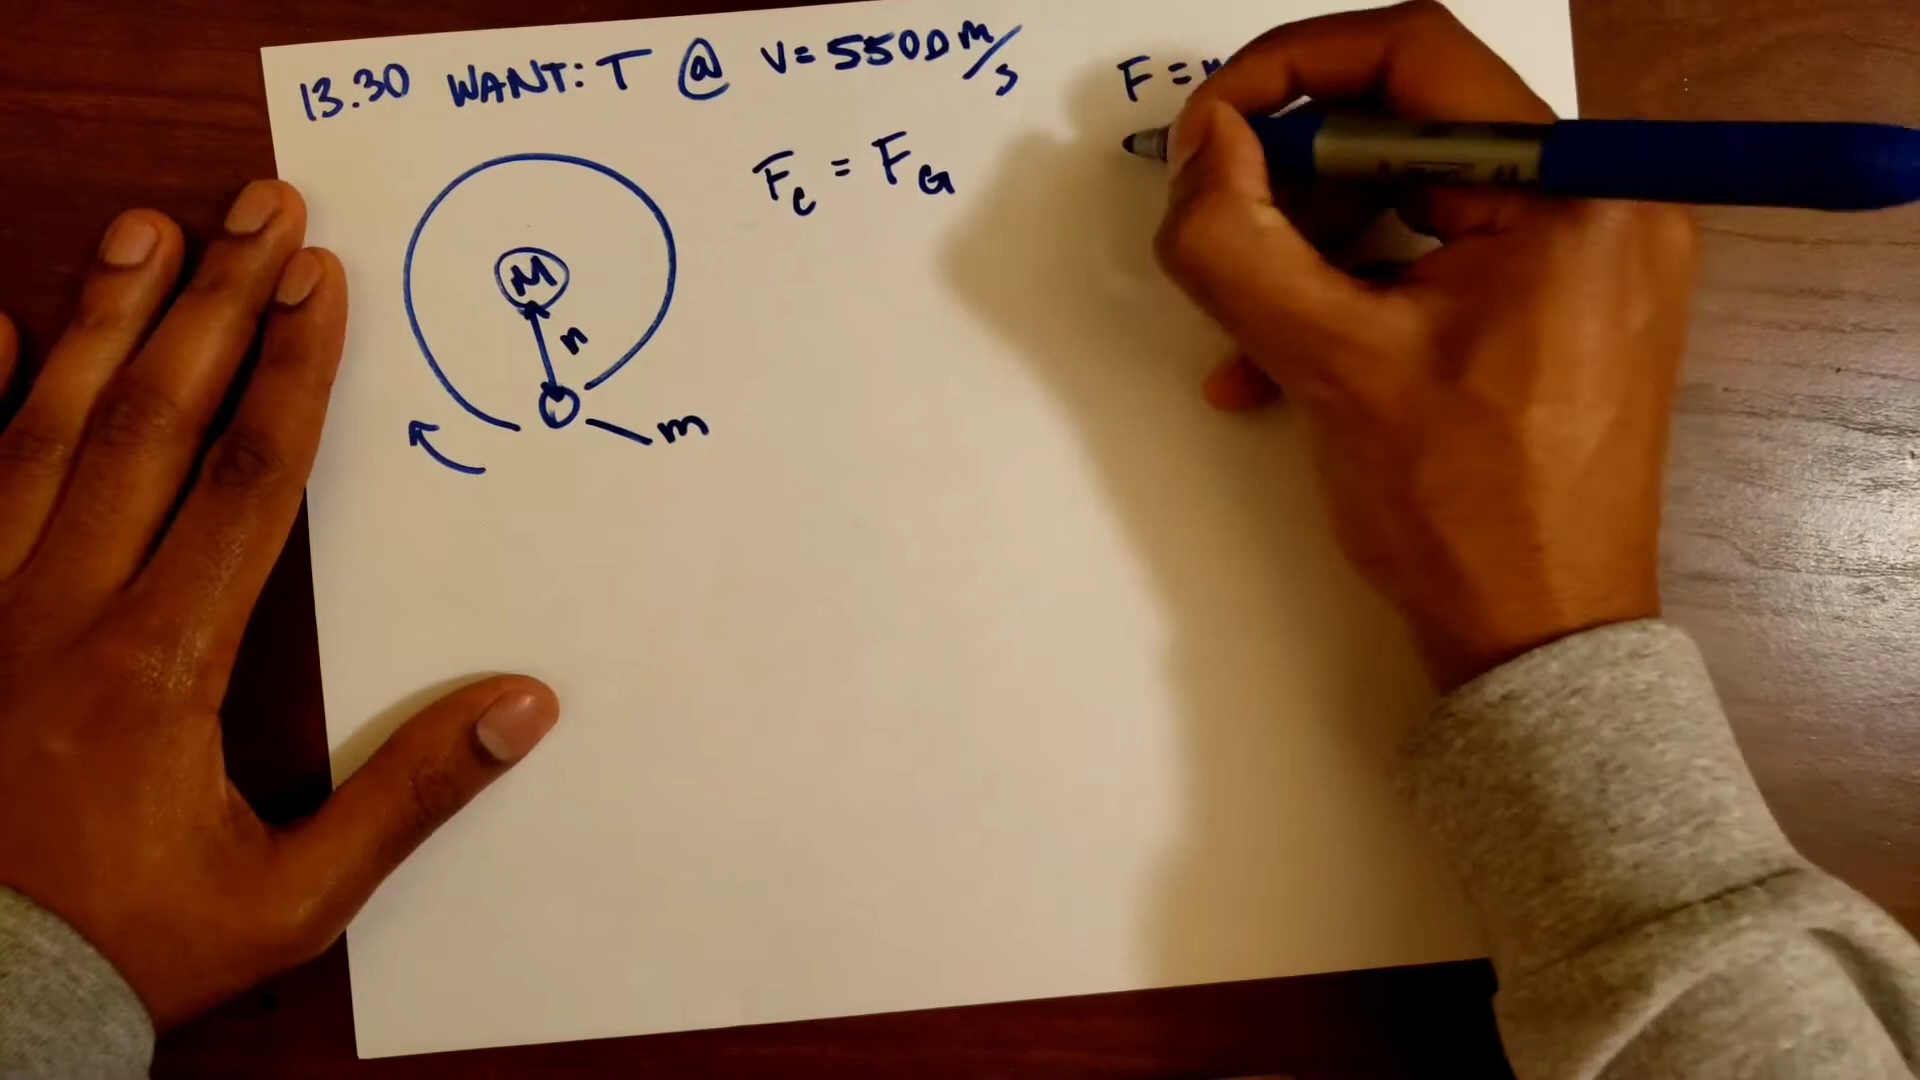 13.30 WANT: T @ V = 5500 m/s
F =
Fc = FG
M
r
m